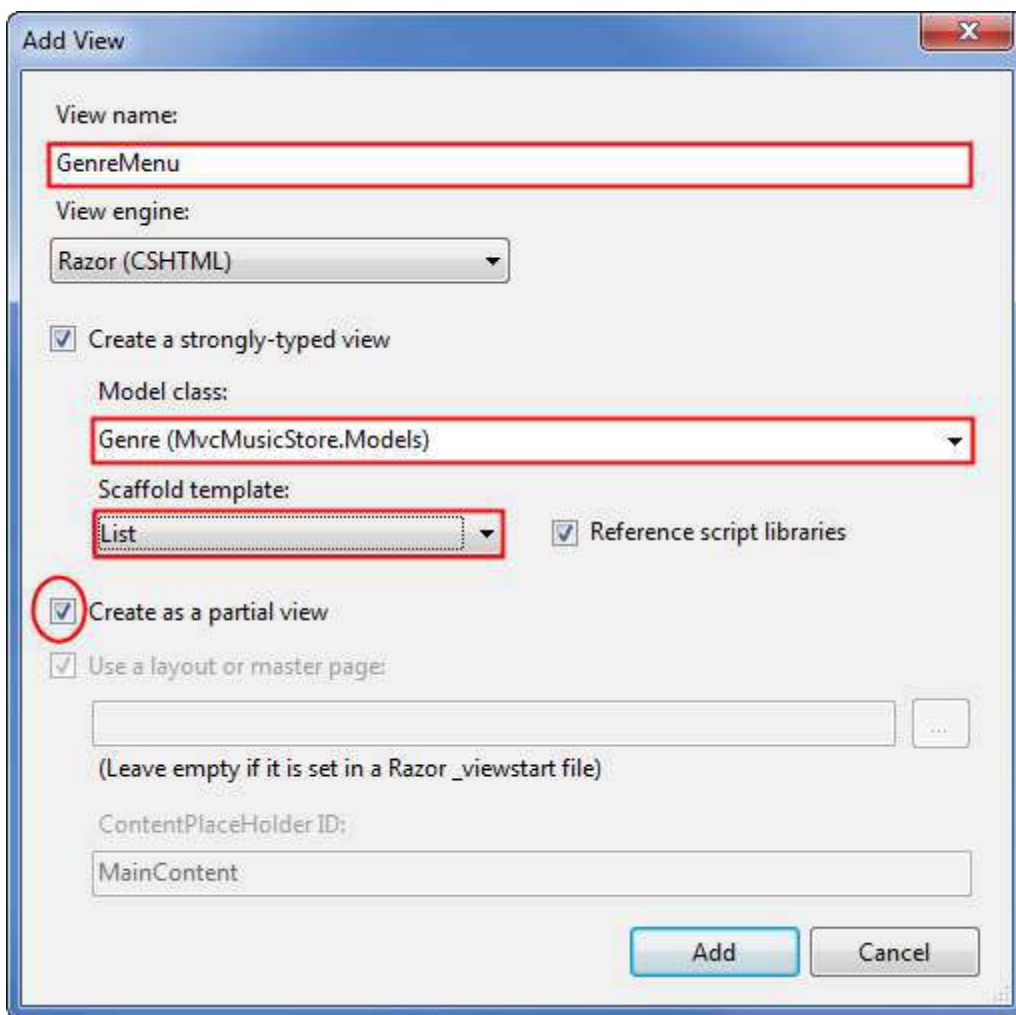 Add View
View name:
GenreMenu
View engine:
Razor (CSHTML)
Create a strongly-typed view
Model class:
Genre (MvcMusicStore.Models)
Scaffold template:
List
Reference script libraries
Create as a partial view
Use a layout or master page:
...
(Leave empty if it is set in a Razor _viewstart file)
ContentPlaceHolder ID:
MainContent
Add
Cancel